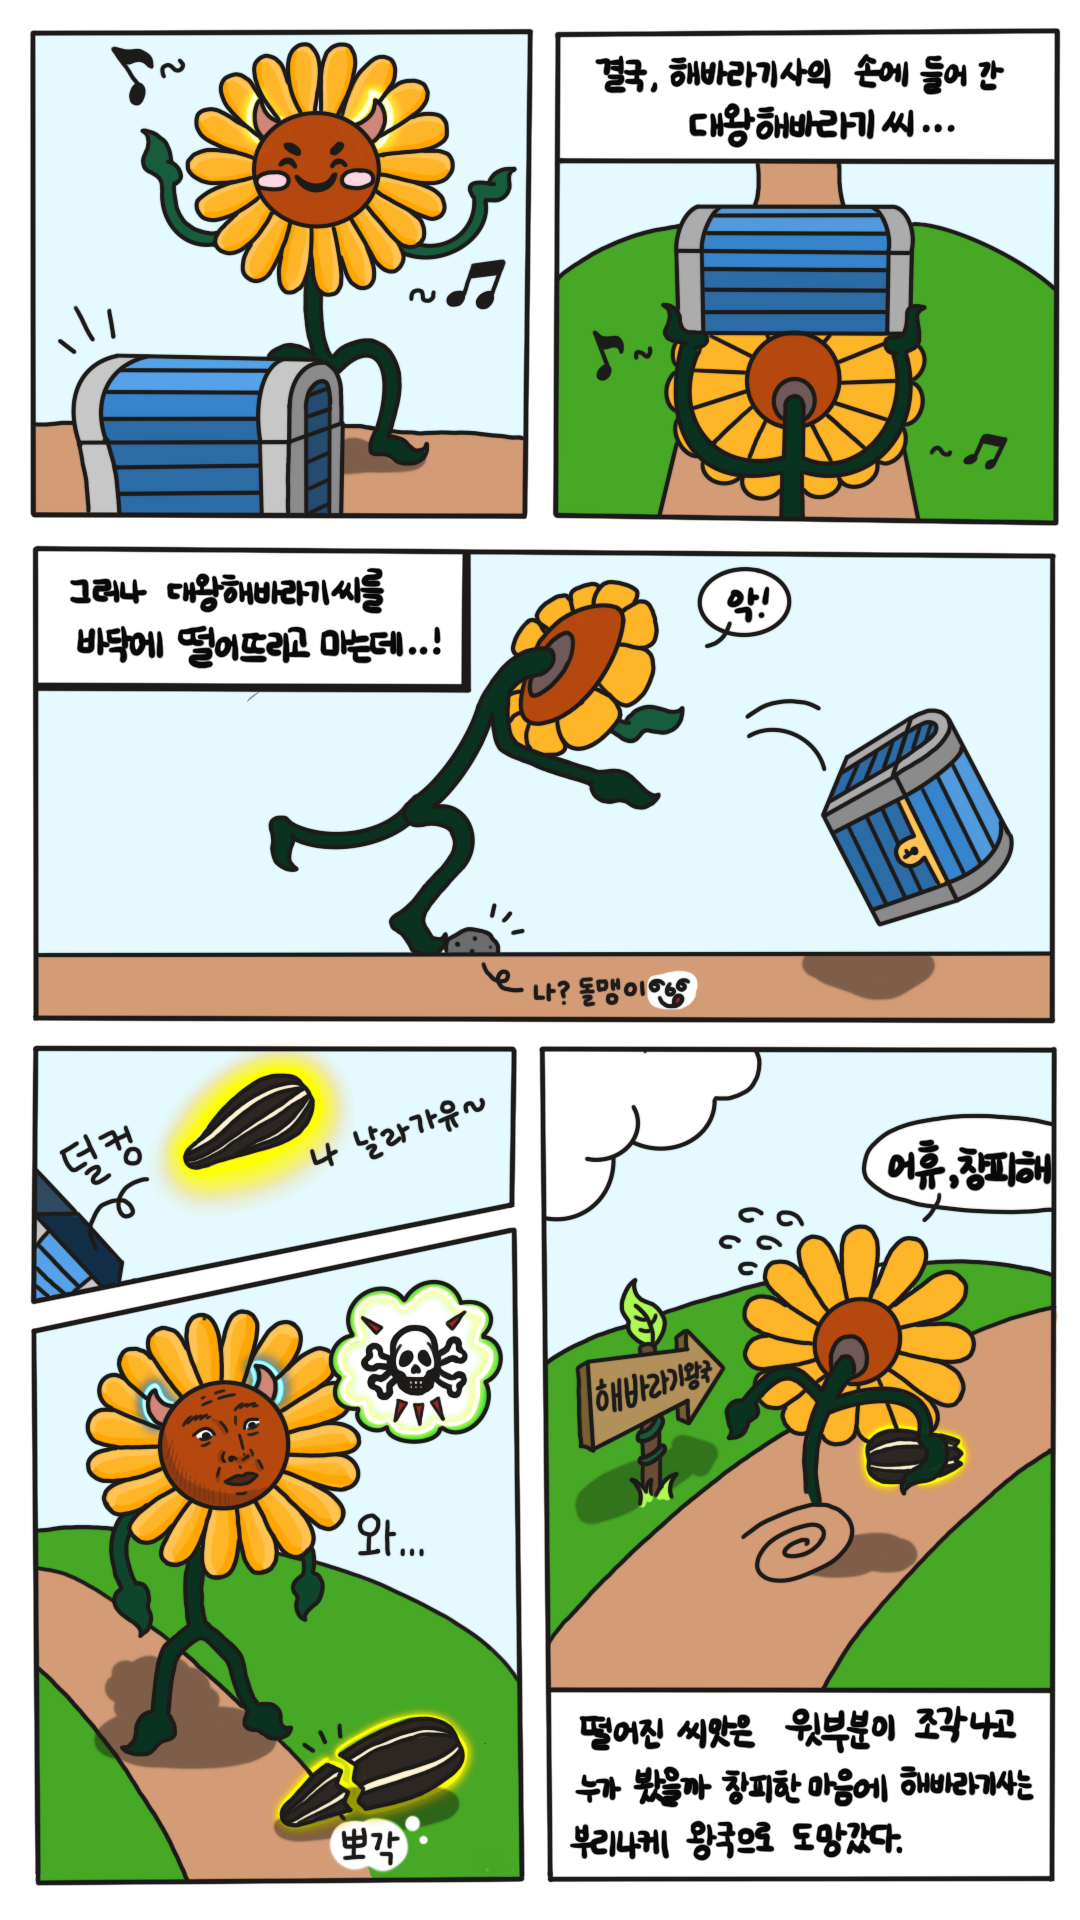 결국, 해바라기사의 손에 들어 간
대왕해바라기 씨...
그러나 대왕해바라기씨를
바닥에 떨어뜨리고 마는데..!
악!
나? 돌맹이
덜컹
나 날라가유~
와...
뽀각
어휴, 창피해
해바라기왕국
떨어진 씨앗은 윗부분이 조각나고
누가 봤을까 창피한 마음에 해바라기사는
부리나케 왕국으로 도망갔다.